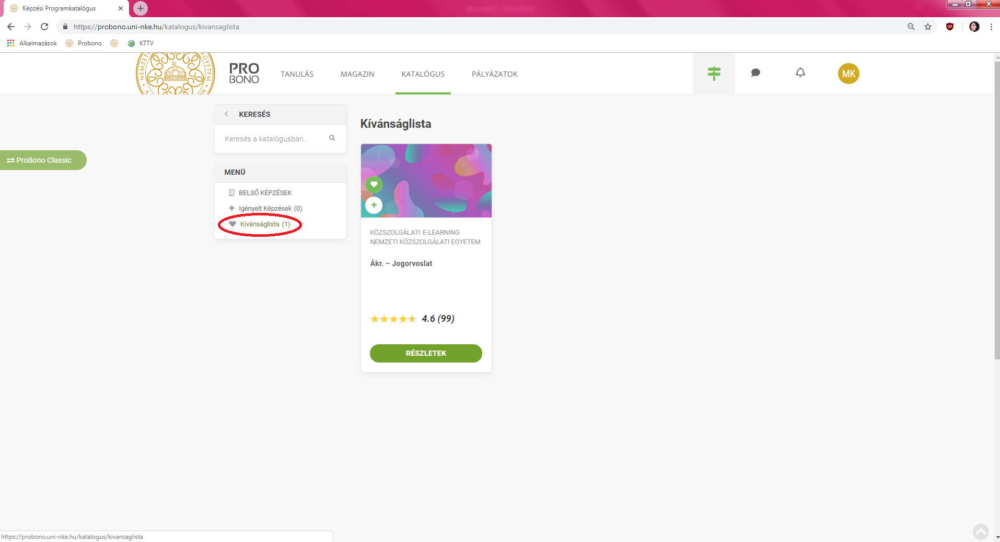 Képzési Programkatalógus
https://probono.uni-nke.hu/katalogus/kivansaglista
Alkalmazások
Probono
KTTV
NEMZETI
EGYETEM
PRO
BONO
TANULÁS
MAGAZIN
KATALÓGUS
PÁLYÁZATOK
MK
KERESÉS
Keresés a katalógusban..
ProBono Classic
MENÜ
BELSŐ KÉPZÉSEK
Igényelt Képzések (0)
Kívánságlista (1)
Kívánságlista
KÖZSZOLGÁLATI E-LEARNING
NEMZETI KÖZSZOLGÁLATI EGYETEM
Ákr. – Jogorvoslat
4.6 (99)
RÉSZLETEK
https://probono.uni-nke.hu/katalogus/kivansaglista